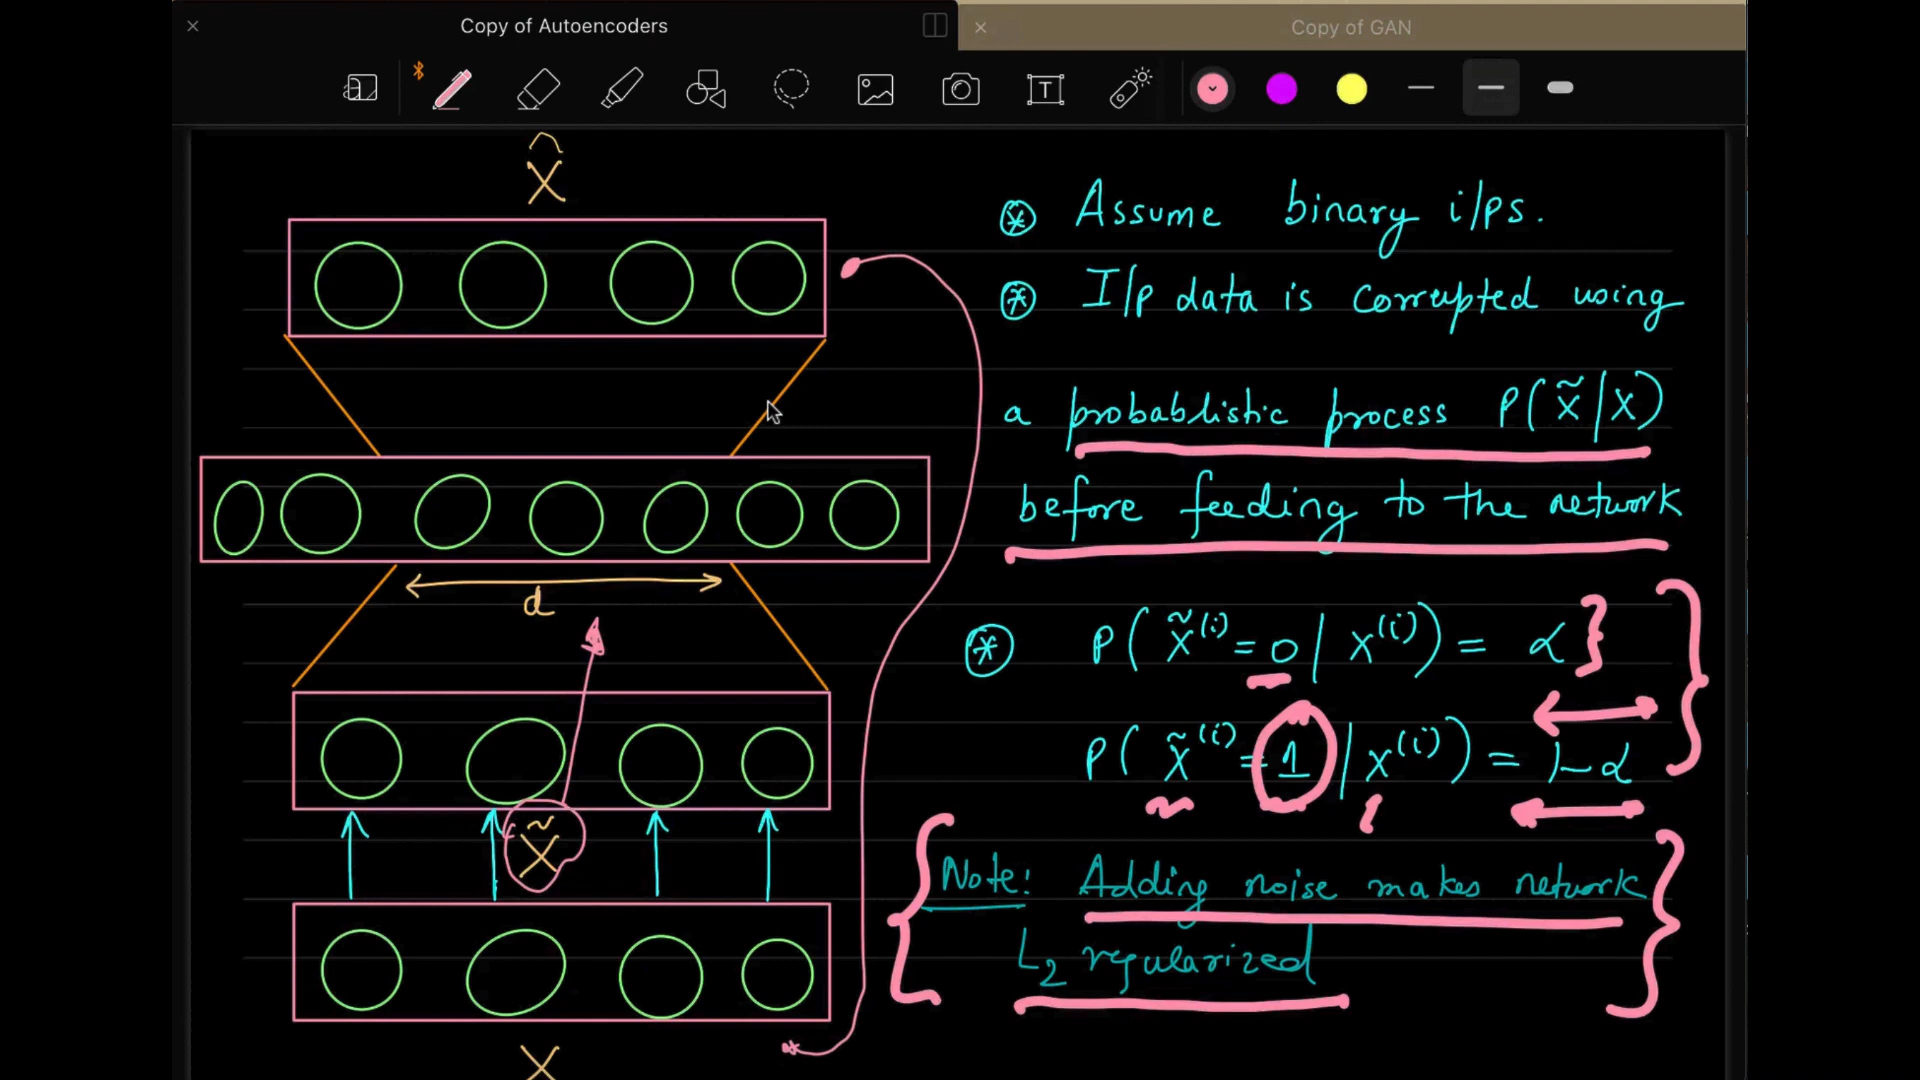 Copy of Autoencoders
Copy of GAN
X̂
d
X̃
X
⊛ Assume binary i/ps.
⊛ I/p data is corrupted using
a probablistic process P(x̃|x)
before feeding to the network
⊛ P(x̃⁽ⁱ⁾=0|x⁽ⁱ⁾) = α
P(x̃⁽ⁱ⁾=1|x⁽ⁱ⁾) = 1-α
Note: Adding noise makes network
L₂ regularized